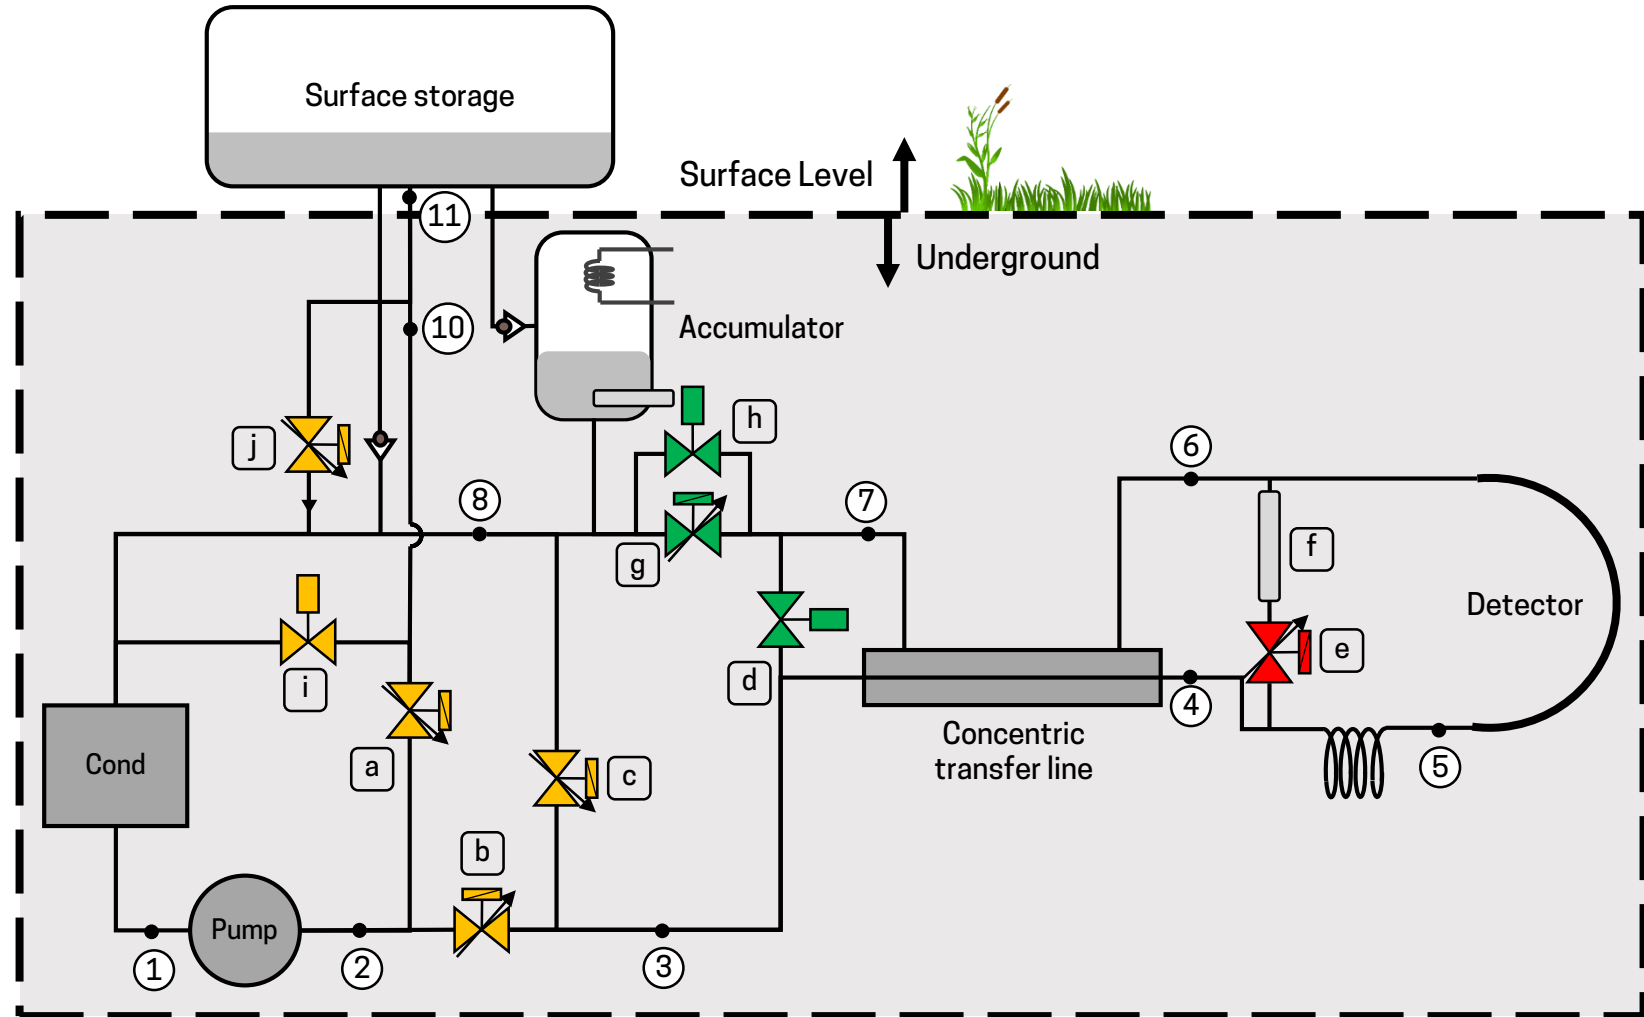 Surface storage
Surface Level
11
Underground
10
Accumulator
h
j
6
8
7
g
f
Detector
i
d
e
4
a
c
Cond
Concentric
transfer line
5
b
Pump
1
2
3